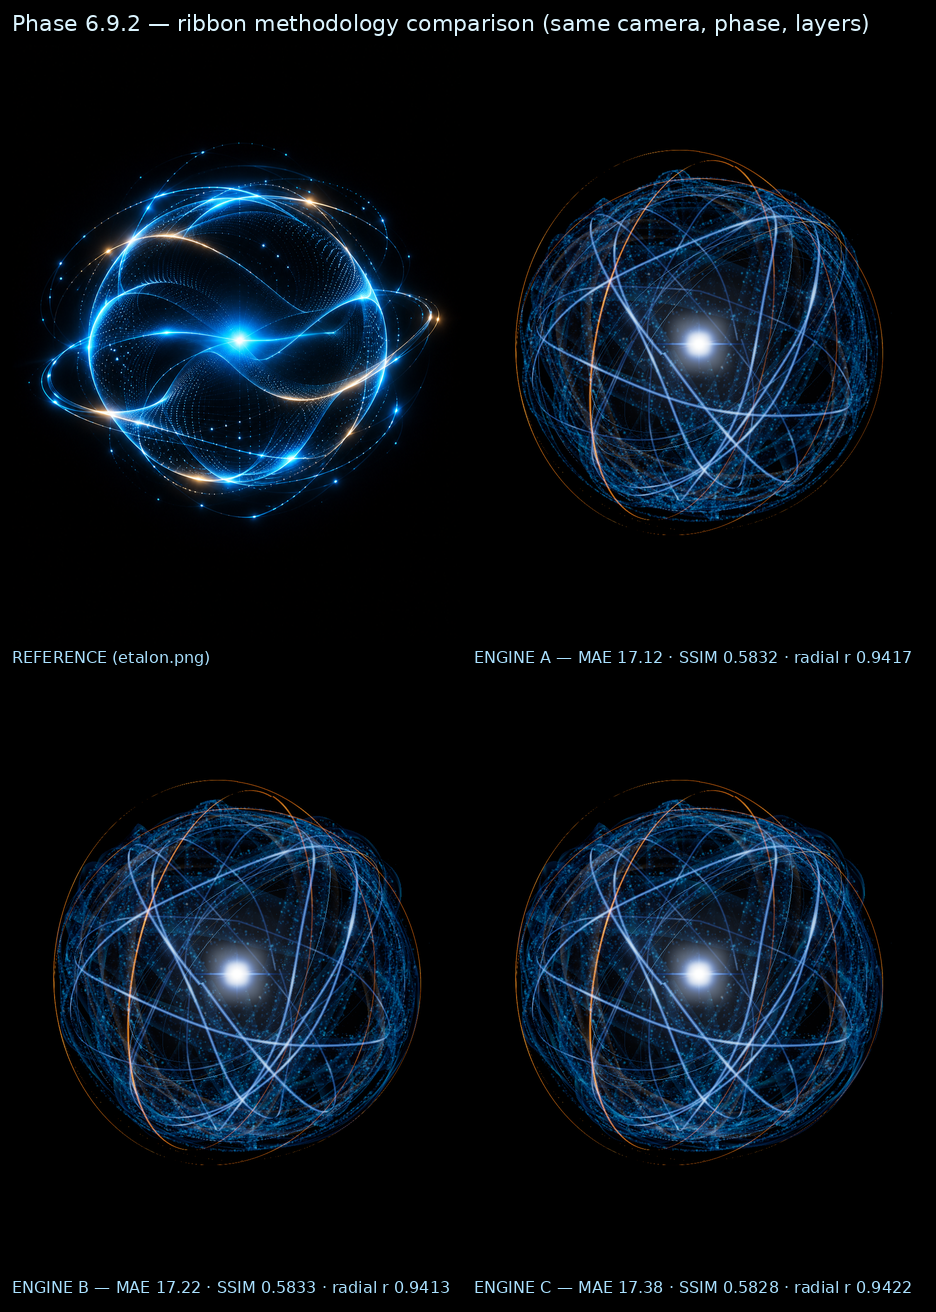 Phase 6.9.2 — ribbon methodology comparison (same camera, phase, layers)
REFERENCE (etalon.png)
ENGINE A — MAE 17.12 · SSIM 0.5832 · radial r 0.9417
ENGINE B — MAE 17.22 · SSIM 0.5833 · radial r 0.9413
ENGINE C — MAE 17.38 · SSIM 0.5828 · radial r 0.9422